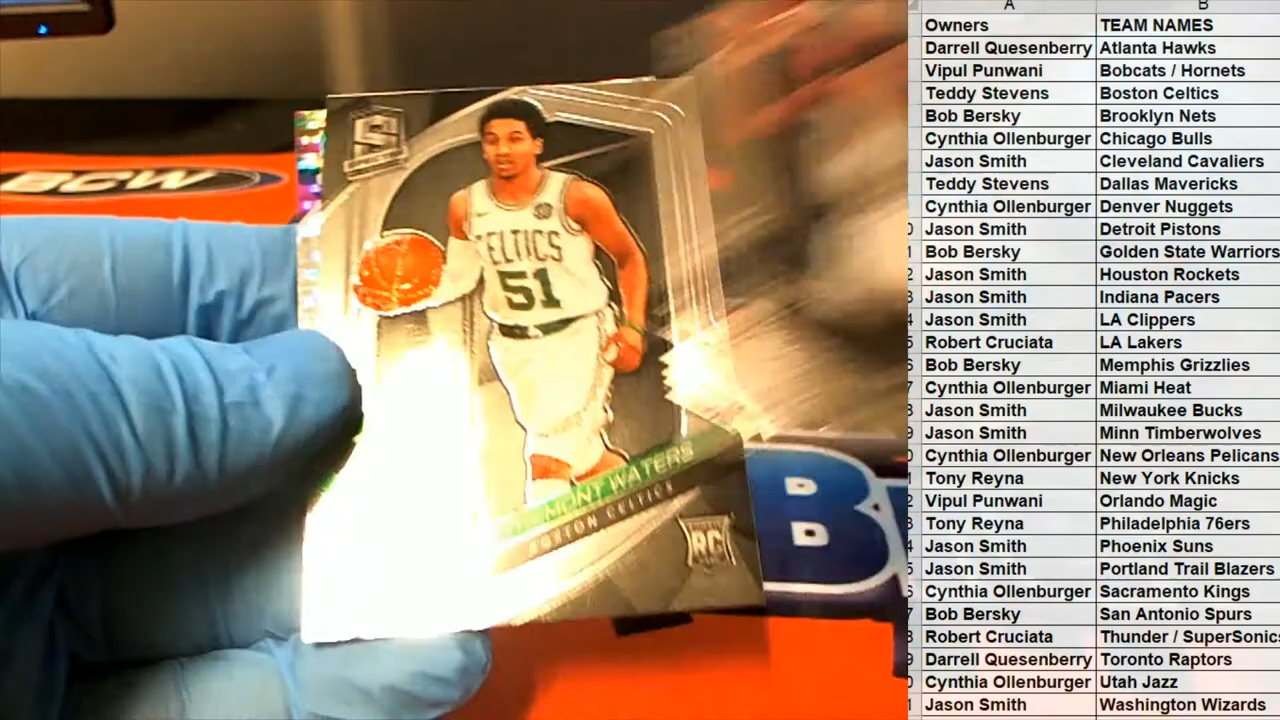 BCW
CELTICS
51
MONT WATERS
BOSTON CELTICS
RC
B
A B
Owners TEAM NAMES
Darrell Quesenberry Atlanta Hawks
Vipul Punwani Bobcats / Hornets
Teddy Stevens Boston Celtics
Bob Bersky Brooklyn Nets
Cynthia Ollenburger Chicago Bulls
Jason Smith Cleveland Cavaliers
Teddy Stevens Dallas Mavericks
Cynthia Ollenburger Denver Nuggets
Jason Smith Detroit Pistons
Bob Bersky Golden State Warriors
Jason Smith Houston Rockets
Jason Smith Indiana Pacers
Jason Smith LA Clippers
Robert Cruciata LA Lakers
Bob Bersky Memphis Grizzlies
Cynthia Ollenburger Miami Heat
Jason Smith Milwaukee Bucks
Jason Smith Minn Timberwolves
Cynthia Ollenburger New Orleans Pelicans
Tony Reyna New York Knicks
Vipul Punwani Orlando Magic
Tony Reyna Philadelphia 76ers
Jason Smith Phoenix Suns
Jason Smith Portland Trail Blazers
Cynthia Ollenburger Sacramento Kings
Bob Bersky San Antonio Spurs
Robert Cruciata Thunder / SuperSonics
Darrell Quesenberry Toronto Raptors
Cynthia Ollenburger Utah Jazz
Jason Smith Washington Wizards